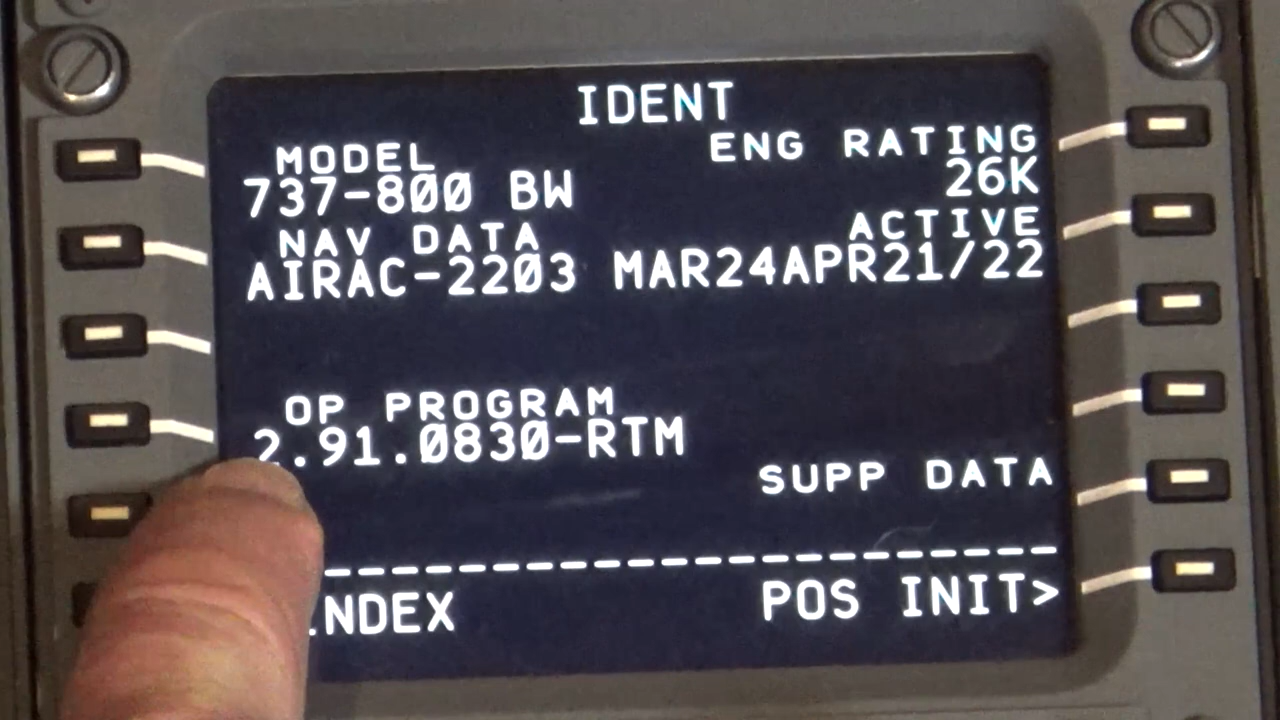 IDENT
MODEL ENG RATING
737-800 BW 26K
NAV DATA ACTIVE
AIRAC-2203 MAR24APR21/22
OP PROGRAM
2.91.0830-RTM
SUPP DATA
------------------------
NDEX POS INIT>